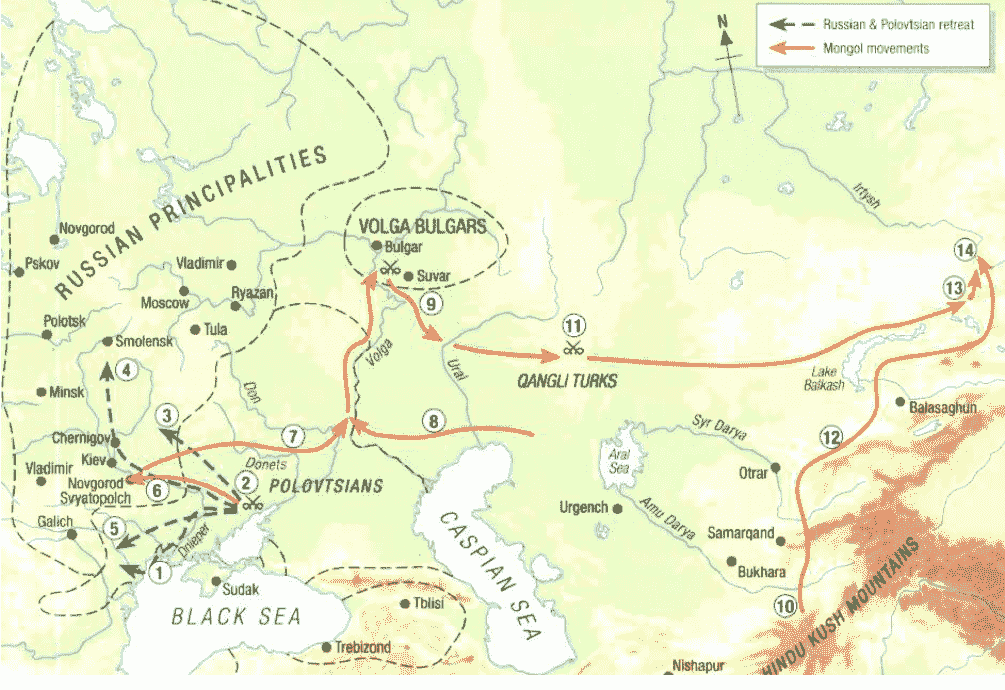 N
Russian & Polovtsian retreat
Mongol movements
RUSSIAN PRINCIPALITIES
Novgorod
Pskov
Vladimir
Moscow
Ryazan
Polotsk
Tula
Smolensk
Minsk
Chernigov
Kiev
Vladimir
Novgorod
Svyatopolch
Galich
VOLGA BULGARS
Bulgar
Suvar
Volga
Ural
Don
Donets
POLOVTSIANS
Dnieper
Sudak
BLACK SEA
Tblisi
Trebizond
CASPIAN SEA
QANGLI TURKS
Irtysh
Lake
Balkash
Balasaghun
Syr Darya
Aral
Sea
Otrar
Urgench
Amu Darya
Samarqand
Bukhara
HINDU KUSH MOUNTAINS
Nishapur
1
2
3
4
5
6
7
8
9
10
11
12
13
14